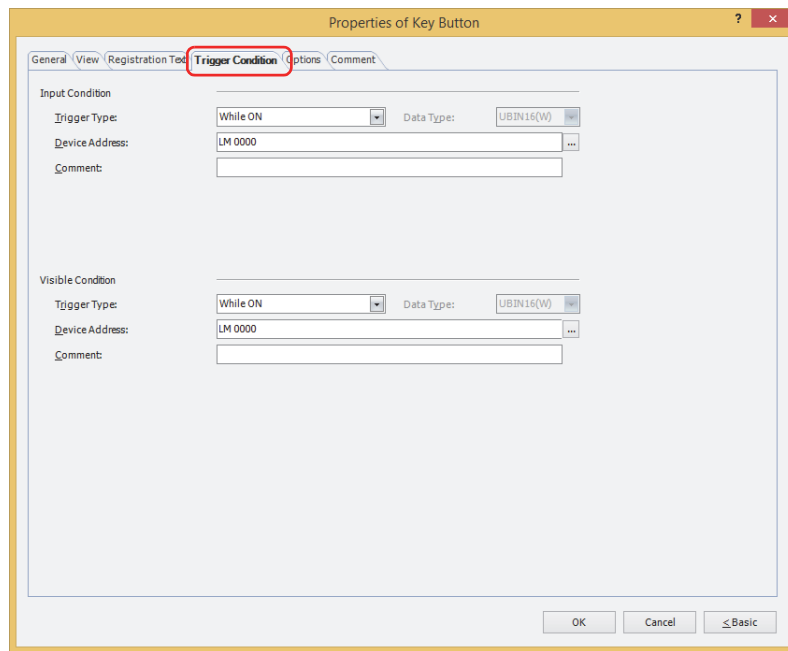 Properties of Key Button ? ×
General View Registration Text Trigger Condition Options Comment
Input Condition
Trigger Type: While ON Data Type: UBIN16(W)
Device Address: LM 0000 ...
Comment:
Visible Condition
Trigger Type: While ON Data Type: UBIN16(W)
Device Address: LM 0000 ...
Comment:
OK Cancel < Basic